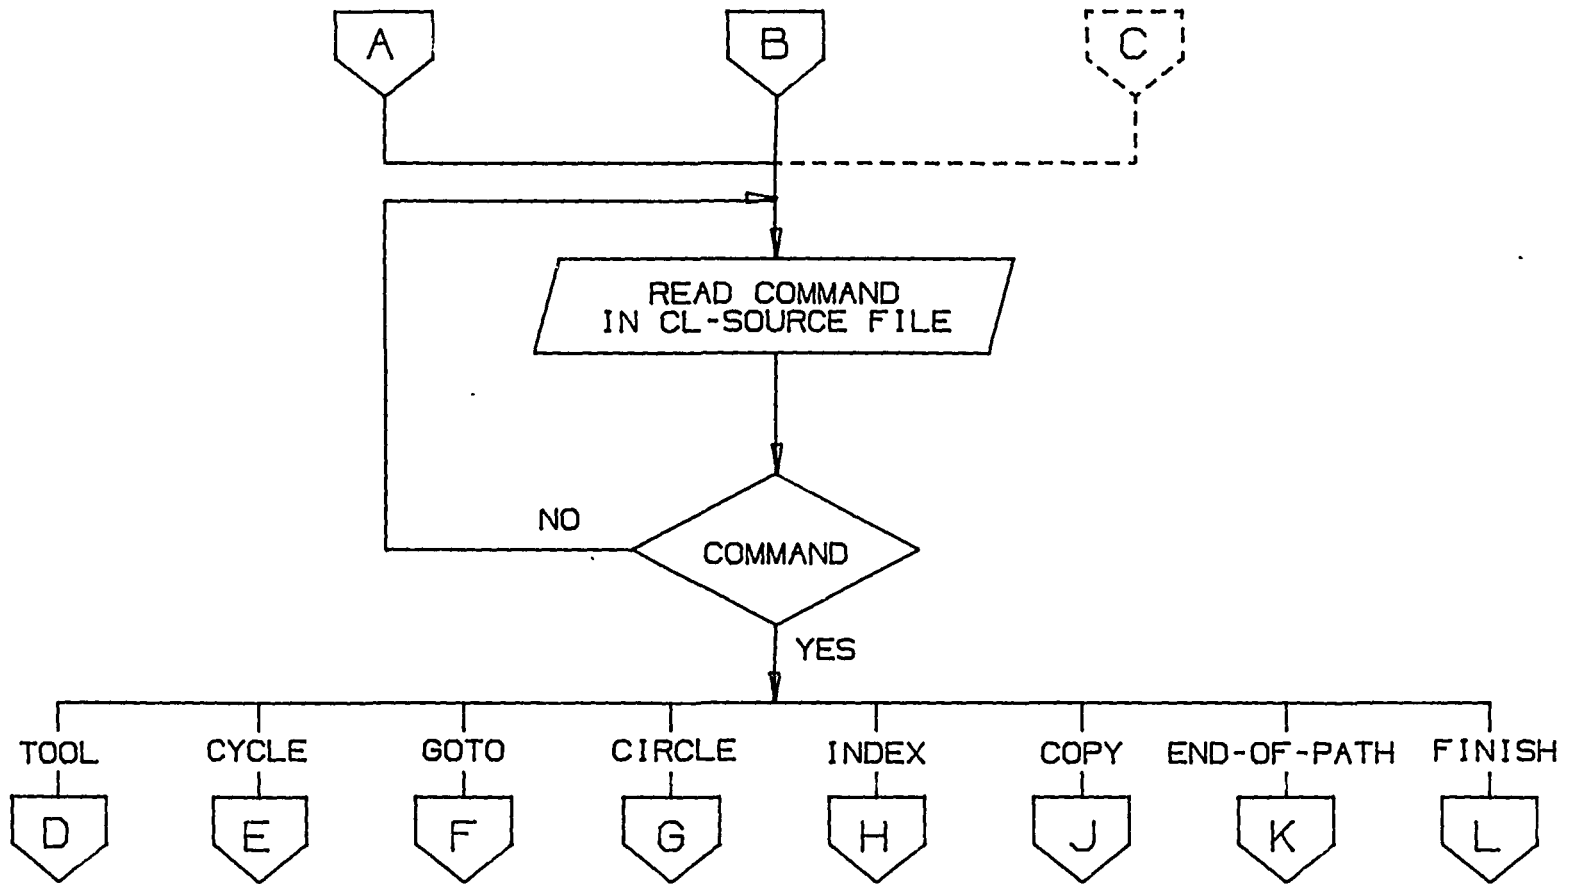 A
B
C
READ COMMAND
IN CL-SOURCE FILE
NO
COMMAND
YES
TOOL
CYCLE
GOTO
CIRCLE
INDEX
COPY
END-OF-PATH
FINISH
D
E
F
G
H
J
K
L